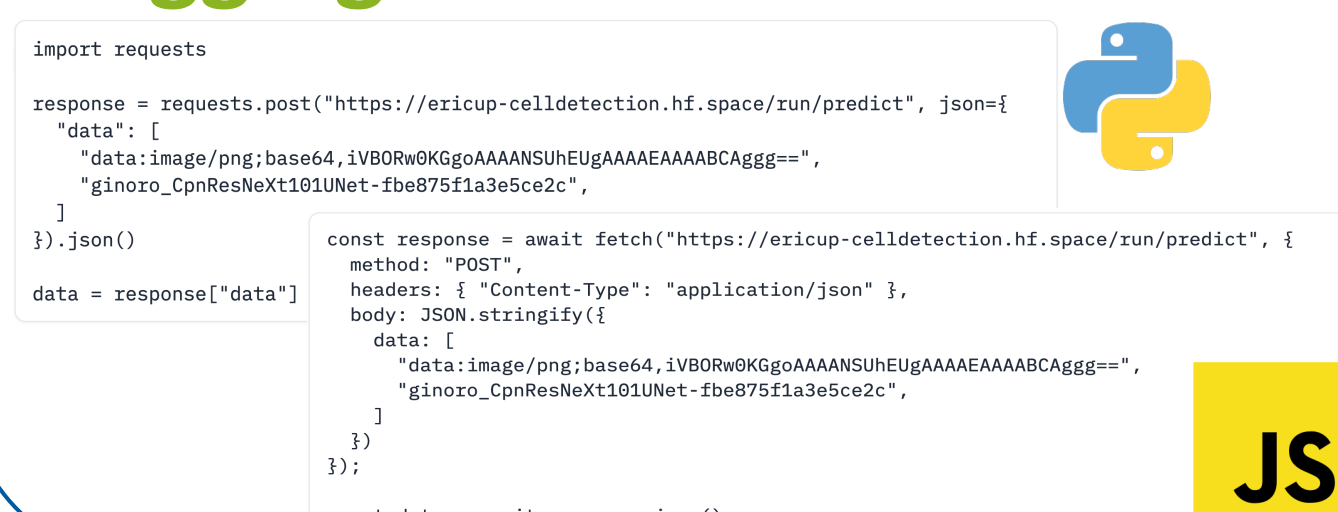 import requests
response = requests.post("https://ericup-celldetection.hf.space/run/predict", json={
  "data": [
    "data:image/png;base64,iVBORw0KGgoAAAANSUhEUgAAAAEAAAABCAggg==",
    "ginoro_CpnResNeXt101UNet-fbe875f1a3e5ce2c",
  ]
}).json()
data = response["data"]
const response = await fetch("https://ericup-celldetection.hf.space/run/predict", {
  method: "POST",
  headers: { "Content-Type": "application/json" },
  body: JSON.stringify({
    data: [
      "data:image/png;base64,iVBORw0KGgoAAAANSUhEUgAAAAEAAAABCAggg==",
      "ginoro_CpnResNeXt101UNet-fbe875f1a3e5ce2c",
    ]
  })
});
JS